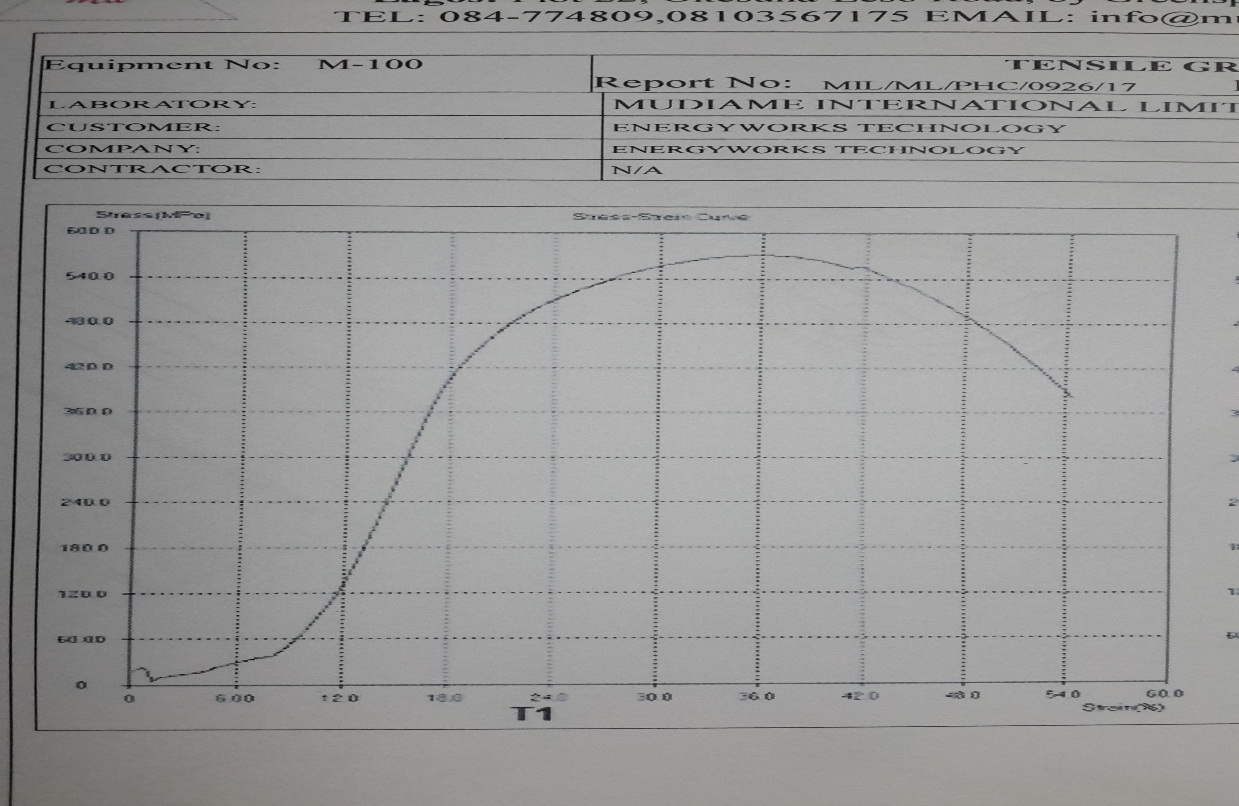 TEL: 084-774809,08103567175 EMAIL: info@m
Equipment No: M-100
TENSILE GR
Report No: MIL/ML/PHC/0926/17
LABORATORY:
MUDIAME INTERNATIONAL LIMIT
CUSTOMER:
ENERGYWORKS TECHNOLOGY
COMPANY:
ENERGYWORKS TECHNOLOGY
CONTRACTOR:
N/A
Stress(MPa)
Stress-Strain Curve
600.0
540.0
480.0
420.0
360.0
300.0
240.0
180.0
120.0
60.00
0
0 6.00 12.0 18.0 24.0 30.0 36.0 42.0 48.0 54.0 60.0
Strain(%)
T1